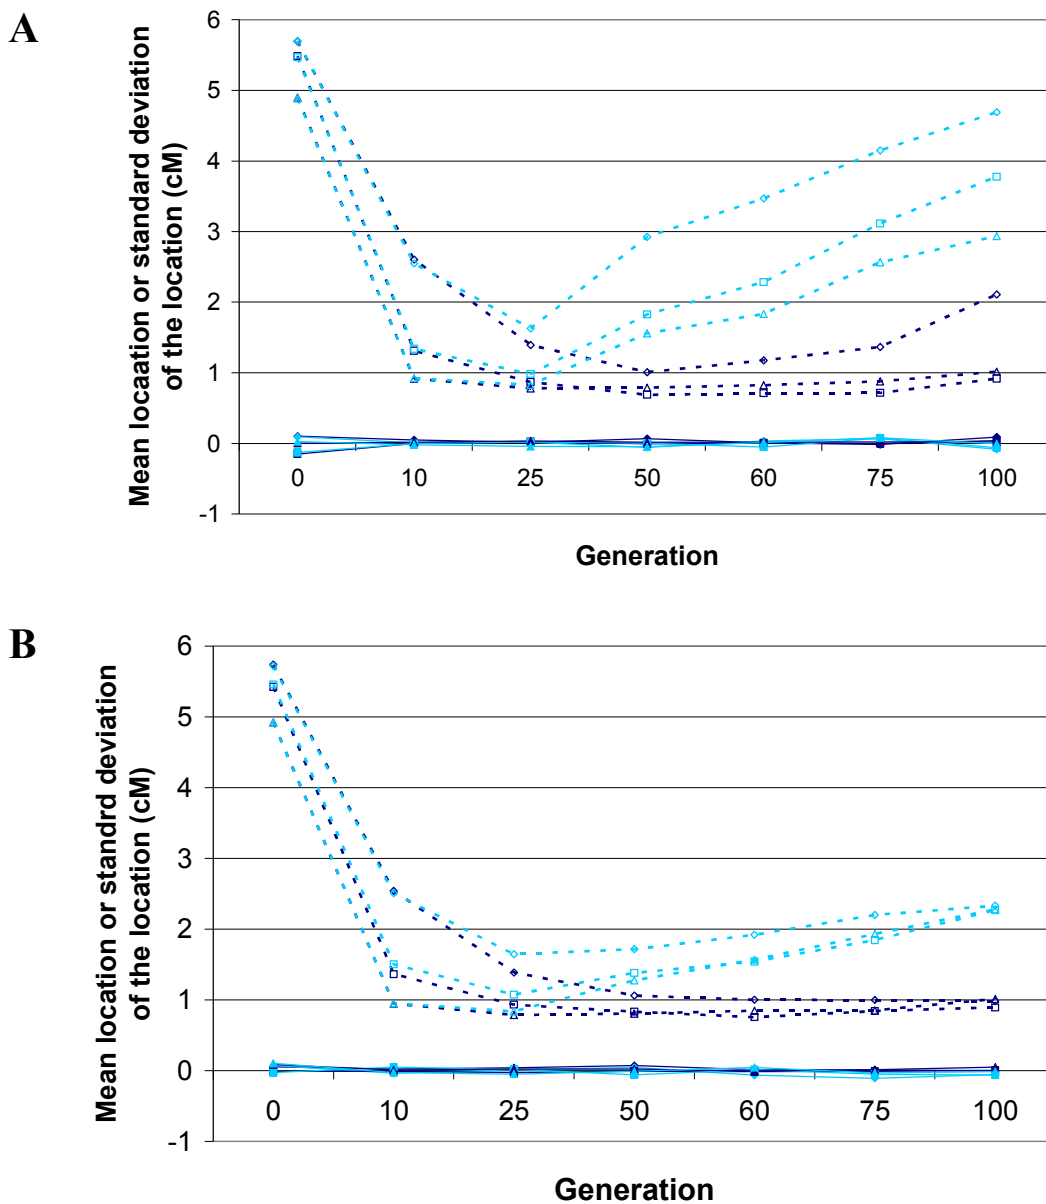 A
Mean locaation or standard deviation
of the location (cM)
6
5
4
3
2
1
0
-1
0 10 25 50 60 75 100
Generation
B
Mean location or standrd deviation
of the location (cM)
6
5
4
3
2
1
0
-1
0 10 25 50 60 75 100
Generation